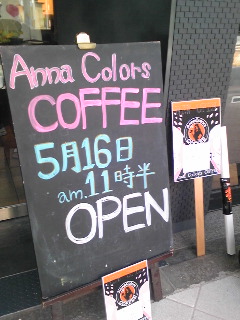 Anna Colors
COFFEE
5月16日
am.11時半
OPEN